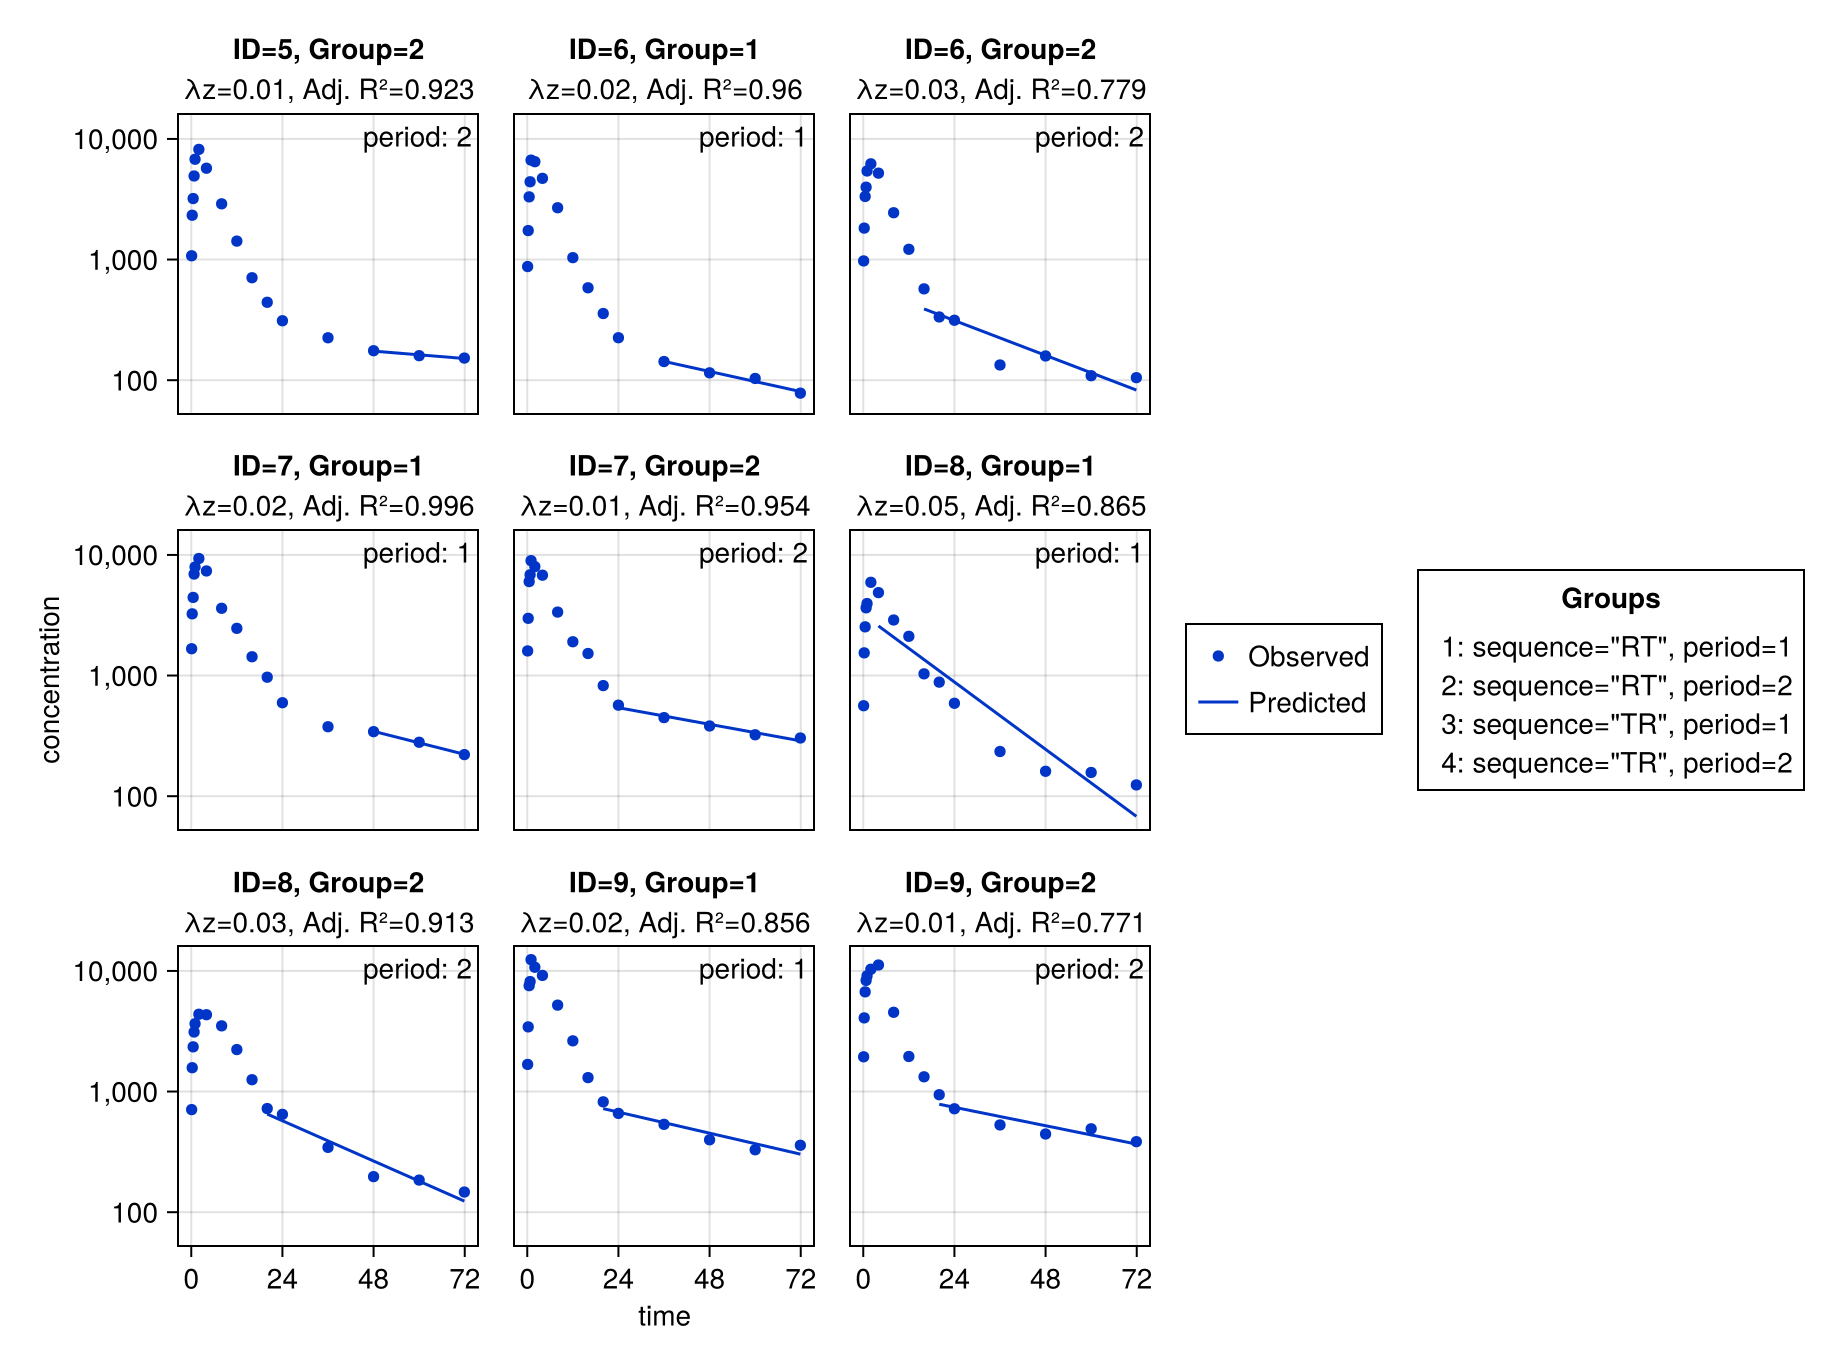 ID=5, Group=2
λz=0.01, Adj. R²=0.923
period: 2
ID=6, Group=1
λz=0.02, Adj. R²=0.96
period: 1
ID=6, Group=2
λz=0.03, Adj. R²=0.779
period: 2
10,000
1,000
100
ID=7, Group=1
λz=0.02, Adj. R²=0.996
period: 1
ID=7, Group=2
λz=0.01, Adj. R²=0.954
period: 2
ID=8, Group=1
λz=0.05, Adj. R²=0.865
period: 1
10,000
1,000
100
concentration
ID=8, Group=2
λz=0.03, Adj. R²=0.913
period: 2
ID=9, Group=1
λz=0.02, Adj. R²=0.856
period: 1
ID=9, Group=2
λz=0.01, Adj. R²=0.771
period: 2
10,000
1,000
100
0 24 48 72
0 24 48 72
0 24 48 72
time
Observed
Predicted
Groups
1: sequence="RT", period=1
2: sequence="RT", period=2
3: sequence="TR", period=1
4: sequence="TR", period=2